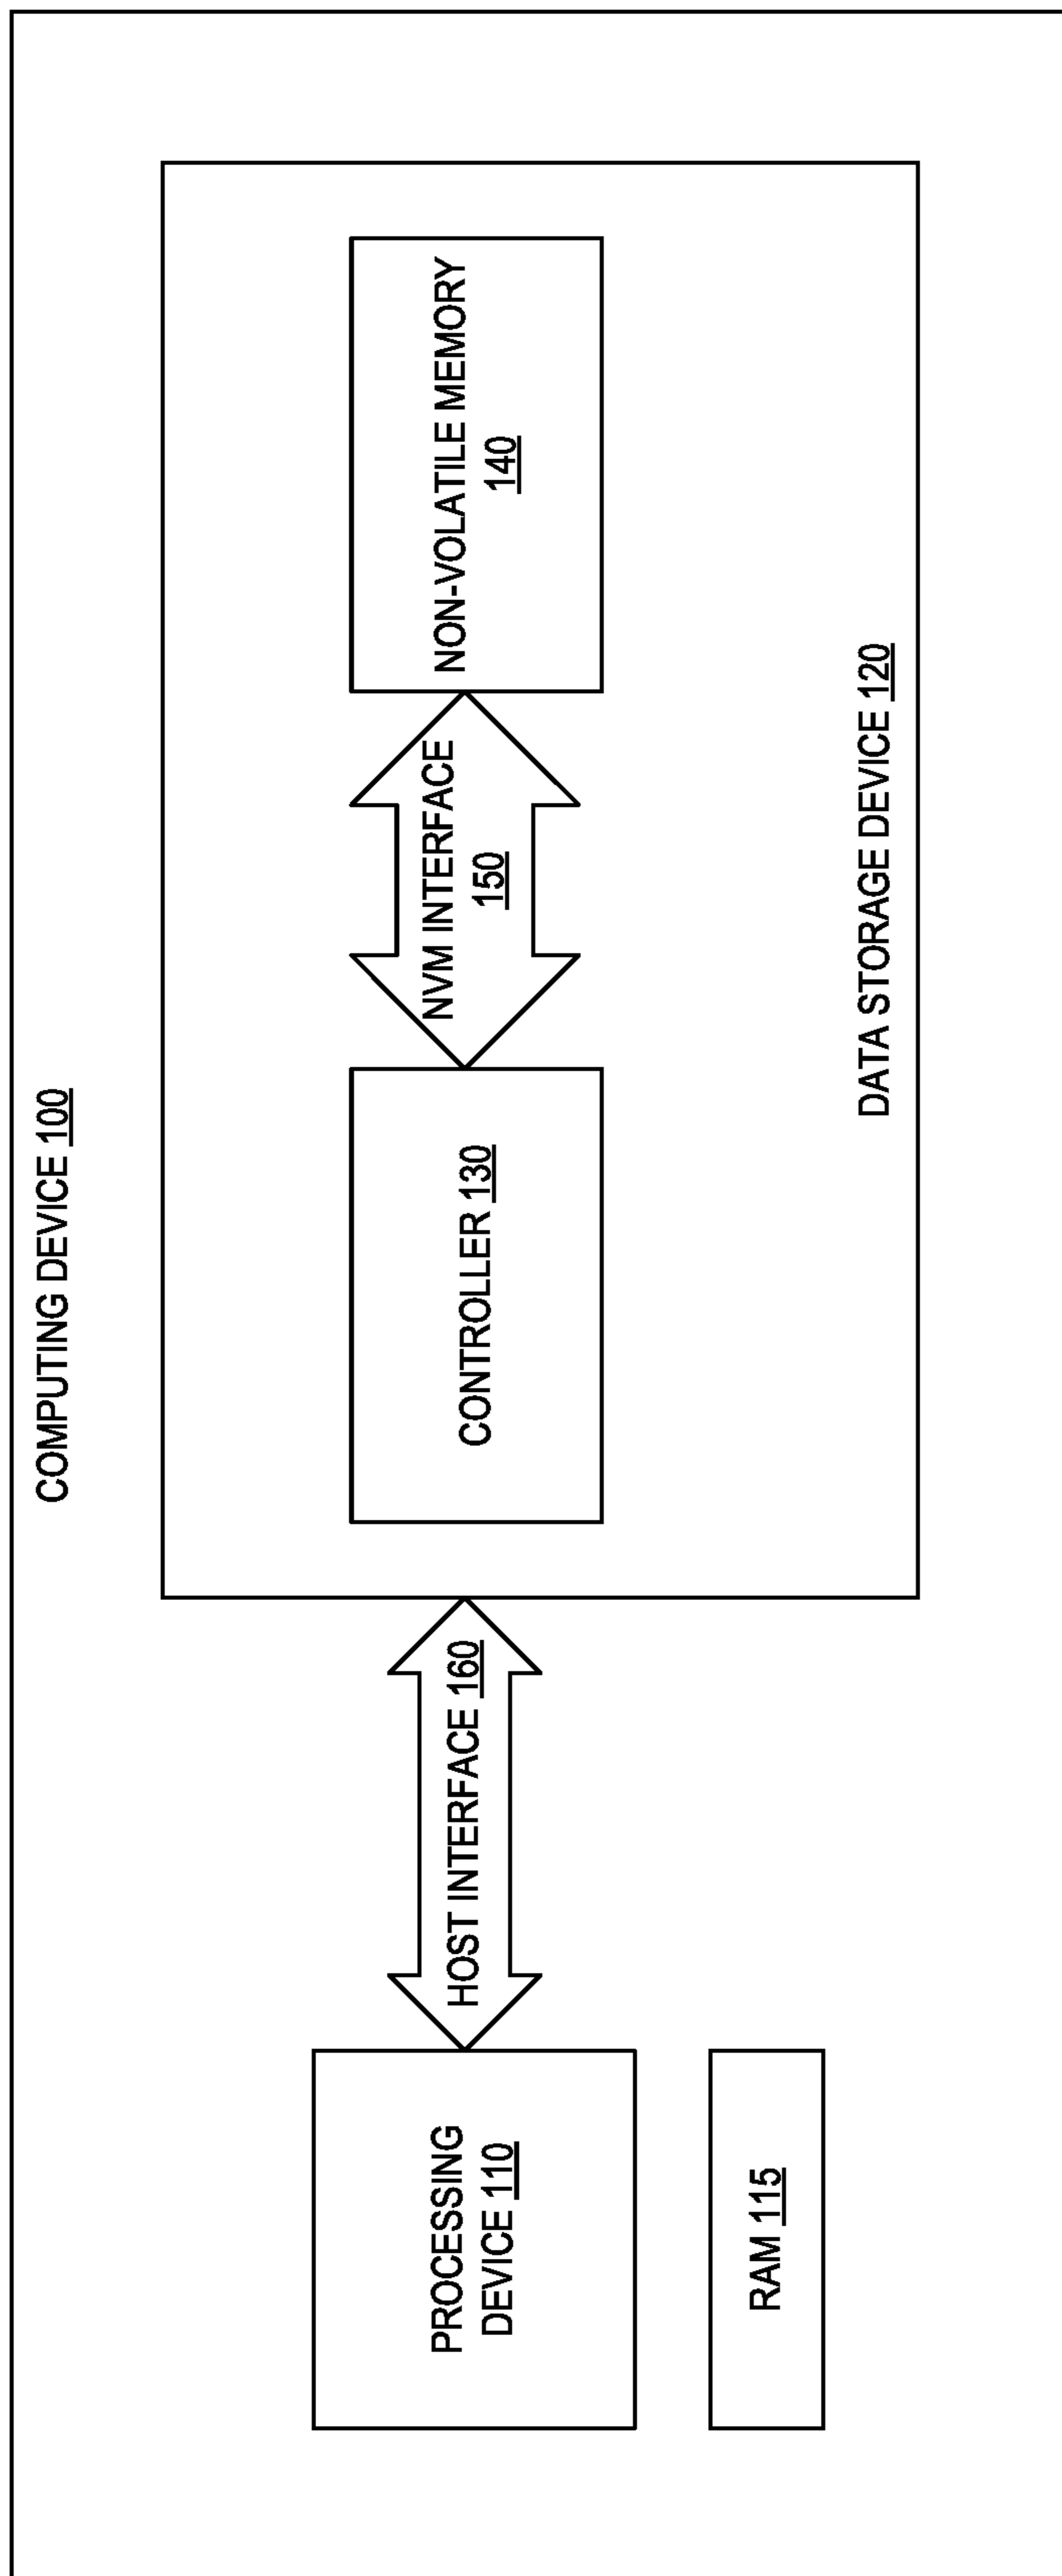 COMPUTING DEVICE 100
PROCESSING
DEVICE 110
RAM 115
HOST INTERFACE 160
CONTROLLER 130
NVM INTERFACE
150
NON-VOLATILE MEMORY
140
DATA STORAGE DEVICE 120